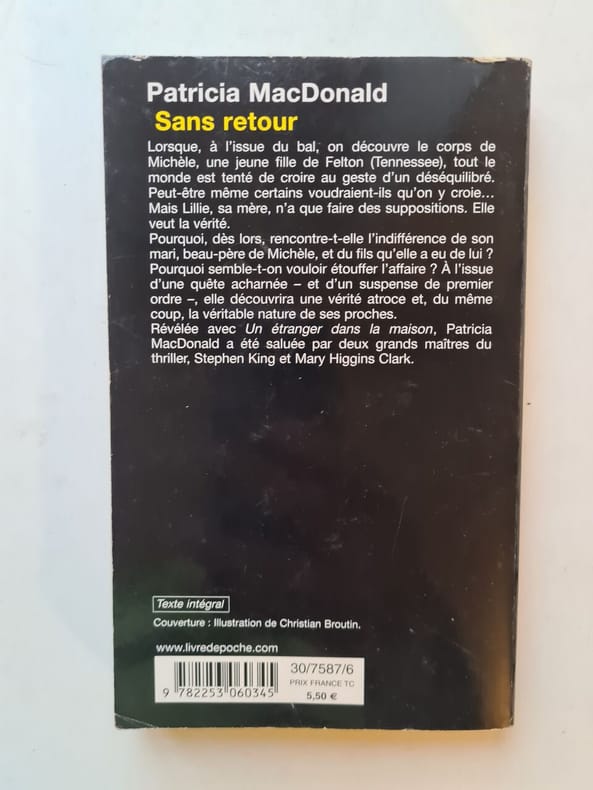 Patricia MacDonald
Sans retour
Lorsque, à l'issue du bal, on découvre le corps de
Michèle, une jeune fille de Felton (Tennessee), tout le
monde est tenté de croire au geste d'un déséquilibré.
Peut-être même certains voudraient-ils qu'on y croie...
Mais Lillie, sa mère, n'a que faire des suppositions. Elle
veut la vérité.
Pourquoi, dès lors, rencontre-t-elle l'indifférence de son
mari, beau-père de Michèle, et du fils qu'elle a eu de lui ?
Pourquoi semble-t-on vouloir étouffer l'affaire ? À l'issue
d'une quête acharnée – et d'un suspense de premier
ordre –, elle découvrira une vérité atroce et, du même
coup, la véritable nature de ses proches.
Révélée avec Un étranger dans la maison, Patricia
MacDonald a été saluée par deux grands maîtres du
thriller, Stephen King et Mary Higgins Clark.
Texte intégral
Couverture : Illustration de Christian Broutin.
www.livredepoche.com
30/7587/6
PRIX FRANCE TC
5,50 €
9 782253 060345